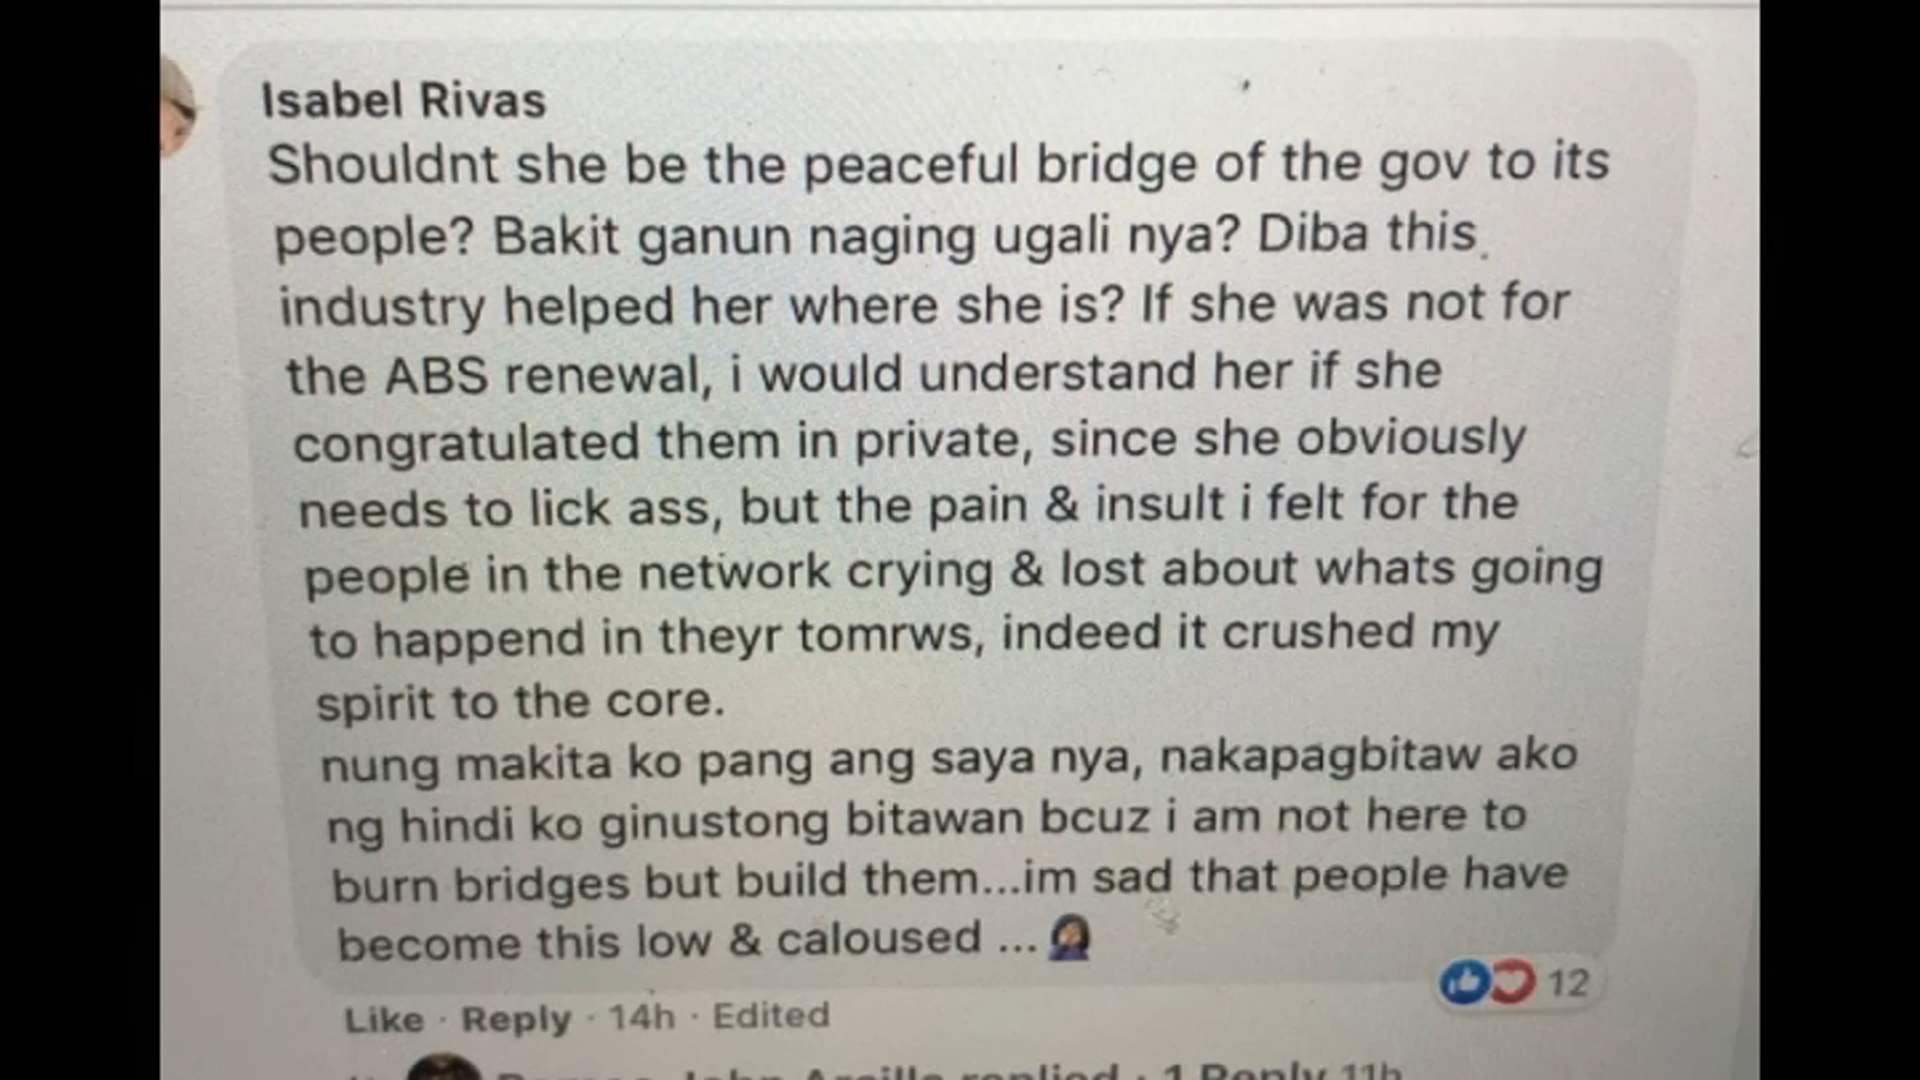 Isabel Rivas
Shouldnt she be the peaceful bridge of the gov to its
people? Bakit ganun naging ugali nya? Diba this
industry helped her where she is? If she was not for
the ABS renewal, i would understand her if she
congratulated them in private, since she obviously
needs to lick ass, but the pain & insult i felt for the
people in the network crying & lost about whats going
to happend in theyr tomrws, indeed it crushed my
spirit to the core.
nung makita ko pang ang saya nya, nakapagbitaw ako
ng hindi ko ginustong bitawan bcuz i am not here to
burn bridges but build them...im sad that people have
become this low & caloused ...🤦🏻‍♀️
12
Like · Reply · 14h · Edited
John replied · 1 Reply 11h